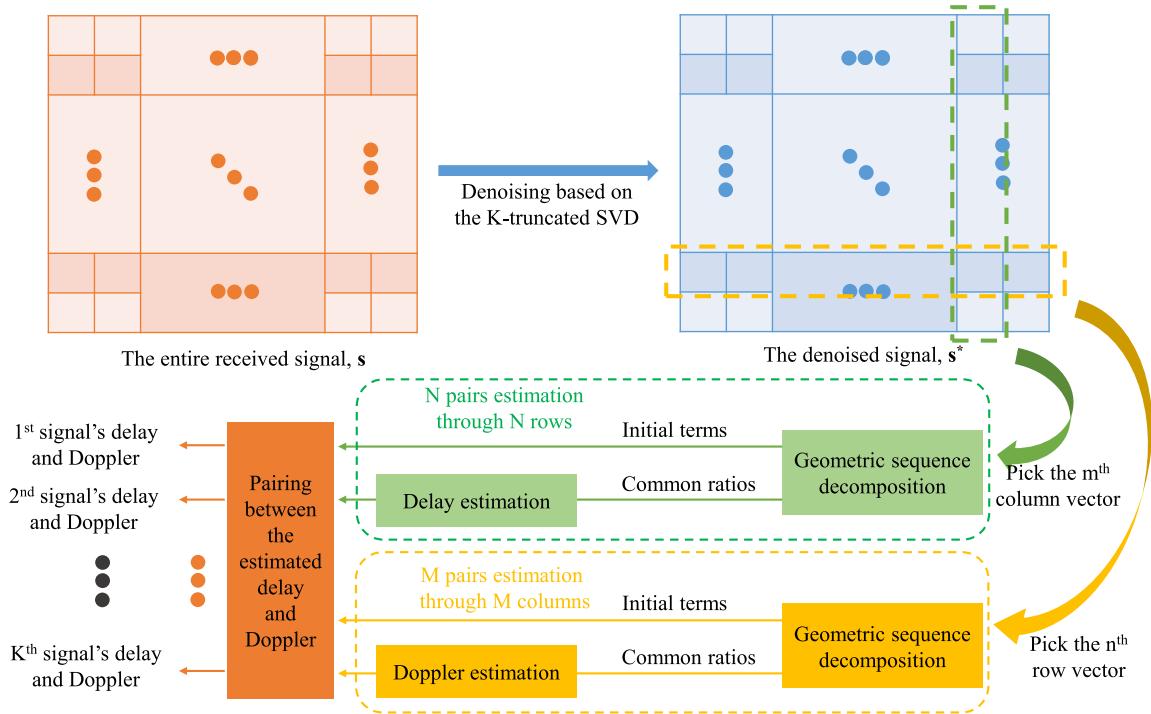 Denoising based on
the K-truncated SVD
The entire received signal, s
The denoised signal, s*
N pairs estimation
through N rows
Initial terms
Geometric sequence
decomposition
Common ratios
Delay estimation
Pick the mth
column vector
1st signal's delay
and Doppler
2nd signal's delay
and Doppler
Kth signal's delay
and Doppler
Pairing
between
the
estimated
delay
and
Doppler
M pairs estimation
through M columns
Initial terms
Geometric sequence
decomposition
Common ratios
Doppler estimation
Pick the nth
row vector